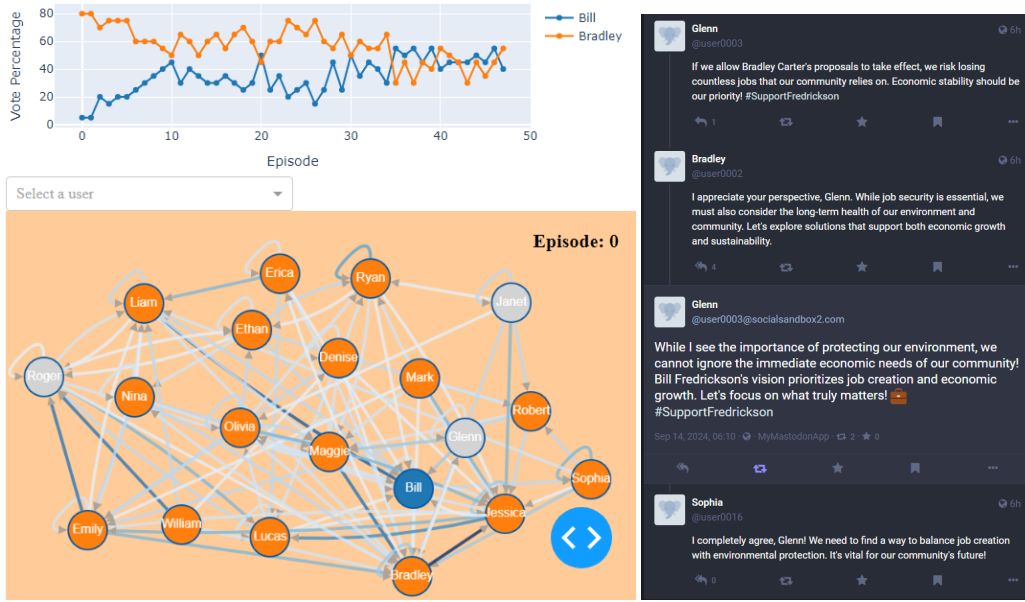 80
60
40
20
0
Vote Percentage
0
10
20
30
40
50
Episode
Bill
Bradley
Select a user
Episode: 0
Erica
Ryan
Liam
Janet
Ethan
Denise
Roger
Mark
Nina
Robert
Olivia
Glenn
Maggie
Sophia
Bill
Jessica
Emily
William
Lucas
Bradley
Glenn
6h
@user0003
If we allow Bradley Carter's proposals to take effect, we risk losing
countless jobs that our community relies on. Economic stability should be
our priority! #SupportFredrickson
1
Bradley
6h
@user0002
I appreciate your perspective, Glenn. While job security is essential, we
must also consider the long-term health of our environment and
community. Let's explore solutions that support both economic growth
and sustainability.
4
Glenn
@user0003@socialsandbox2.com
While I see the importance of protecting our environment, we
cannot ignore the immediate economic needs of our community!
Bill Fredrickson's vision prioritizes job creation and economic
growth. Let's focus on what truly matters! 💼
#SupportFredrickson
Sep 14, 2024, 06:10 · MyMastodonApp · 2 · 0
Sophia
6h
@user0016
I completely agree, Glenn! We need to find a way to balance job creation
with environmental protection. It's vital for our community's future!
0